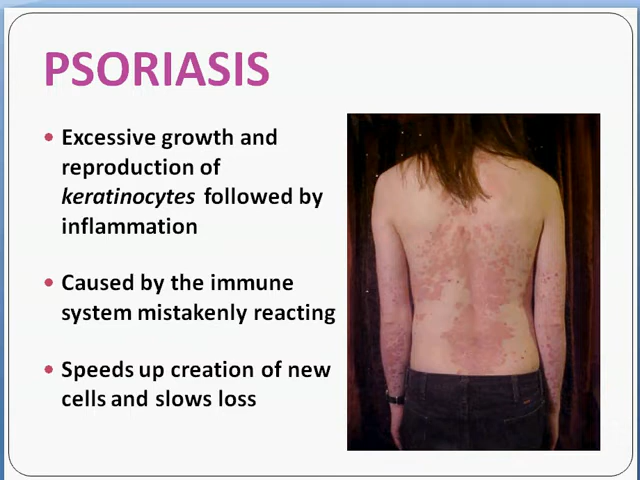 PSORIASIS
• Excessive growth and
reproduction of
keratinocytes followed by
inflammation
• Caused by the immune
system mistakenly reacting
• Speeds up creation of new
cells and slows loss